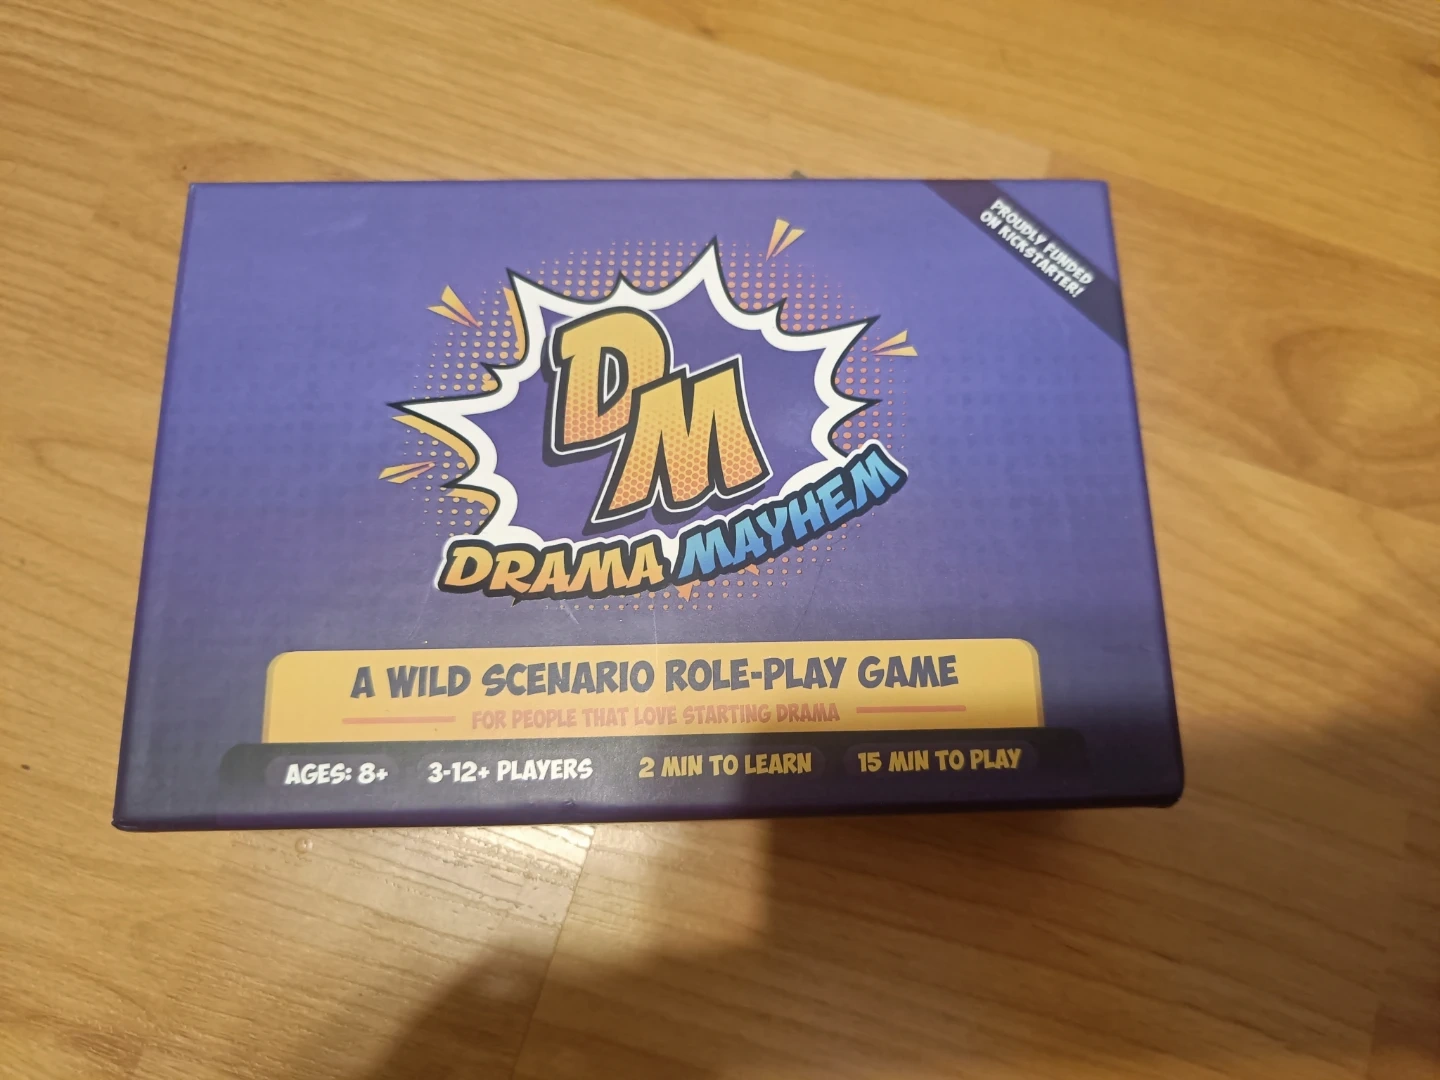 PROUDLY FUNDED
ON KICKSTARTER!
DM
DRAMA MAYHEM
A WILD SCENARIO ROLE-PLAY GAME
FOR PEOPLE THAT LOVE STARTING DRAMA
AGES: 8+ 3-12+ PLAYERS 2 MIN TO LEARN 15 MIN TO PLAY